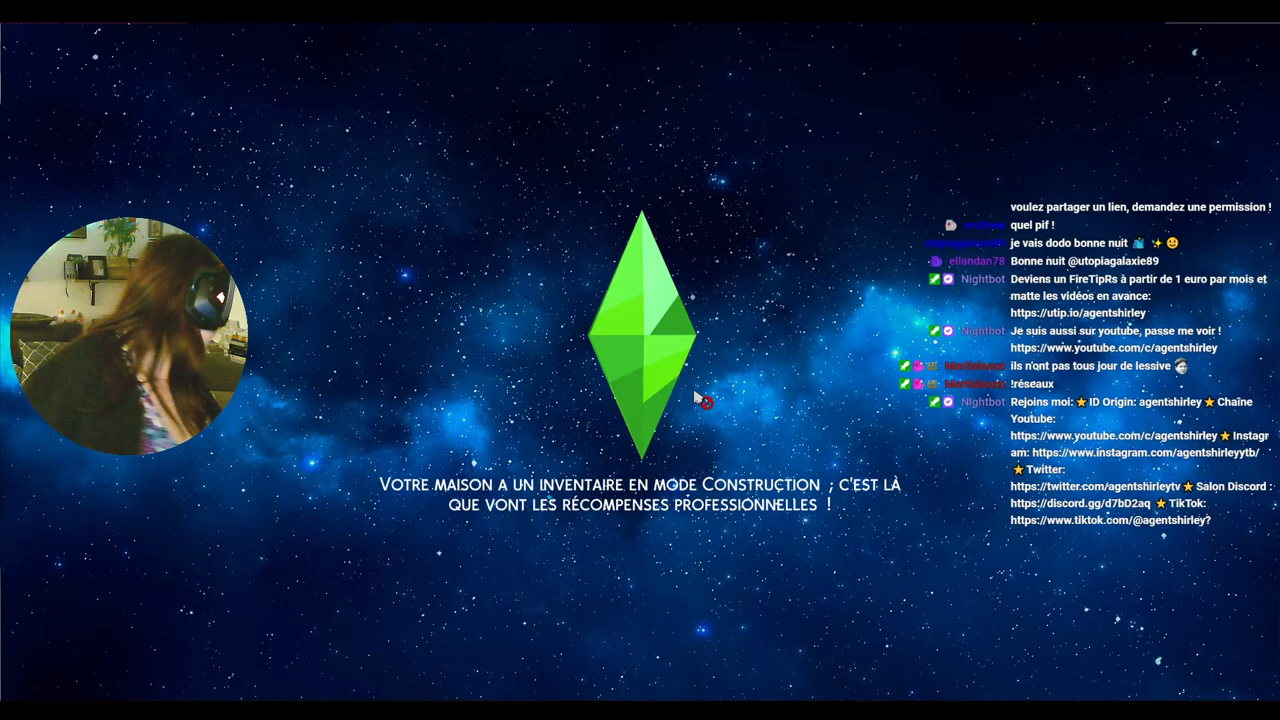 voulez partager un lien, demandez une permission !
quel pif !
utopiagalaxie89 je vais dodo bonne nuit
ellandan78 Bonne nuit @utopiagalaxie89
Nightbot Deviens un FireTipRs à partir de 1 euro par mois et
matte les vidéos en avance:
https://utip.io/agentshirley
Nightbot Je suis aussi sur youtube, passe me voir !
https://www.youtube.com/c/agentshirley
ils n'ont pas tous jour de lessive
!réseaux
Nightbot Rejoins moi: ⭐ ID Origin: agentshirley ⭐ Chaîne
Youtube:
https://www.youtube.com/c/agentshirley ⭐ Instagr
am: https://www.instagram.com/agentshirleyytb/
⭐ Twitter:
https://twitter.com/agentshirleytv ⭐ Salon Discord :
https://discord.gg/d7bD2aq ⭐ TikTok:
https://www.tiktok.com/@agentshirley?
Votre maison a un inventaire en mode Construction ; c'est là
que vont les récompenses professionnelles !